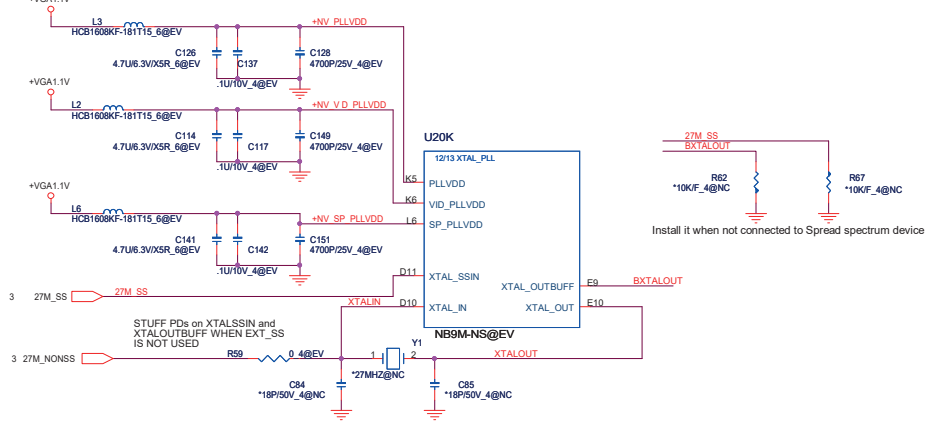 +VGA1.1V
L3
HCB1608KF-181T15_6@EV
+NV_PLLVDD
C126
4.7U/6.3V/X5R_6@EV
C137
.1U/10V_4@EV
C128
4700P/25V_4@EV
+VGA1.1V
L2
HCB1608KF-181T15_6@EV
+NV_VID_PLLVDD
C114
4.7U/6.3V/X5R_6@EV
C117
.1U/10V_4@EV
C149
4700P/25V_4@EV
+VGA1.1V
L6
HCB1608KF-181T15_6@EV
+NV_SP_PLLVDD
C141
4.7U/6.3V/X5R_6@EV
C142
.1U/10V_4@EV
C151
4700P/25V_4@EV
U20K
12/13 XTAL_PLL
K5 PLLVDD
K6 VID_PLLVDD
L6 SP_PLLVDD
D11 XTAL_SSIN
D10 XTAL_IN
XTAL_OUTBUFF E9
XTAL_OUT E10
NB9M-NS@EV
BXTALOUT
27M_SS
BXTALOUT
R62
*10K/F_4@NC
R67
*10K/F_4@NC
Install it when not connected to Spread spectrum device
3 27M_SS
27M_SS
XTALIN
STUFF PDs on XTALSSIN and
XTALOUTBUFF WHEN EXT_SS
IS NOT USED
3 27M_NONSS
R59
0_4@EV
Y1
1
2
*27MHZ@NC
XTALOUT
C84
*18P/50V_4@NC
C85
*18P/50V_4@NC